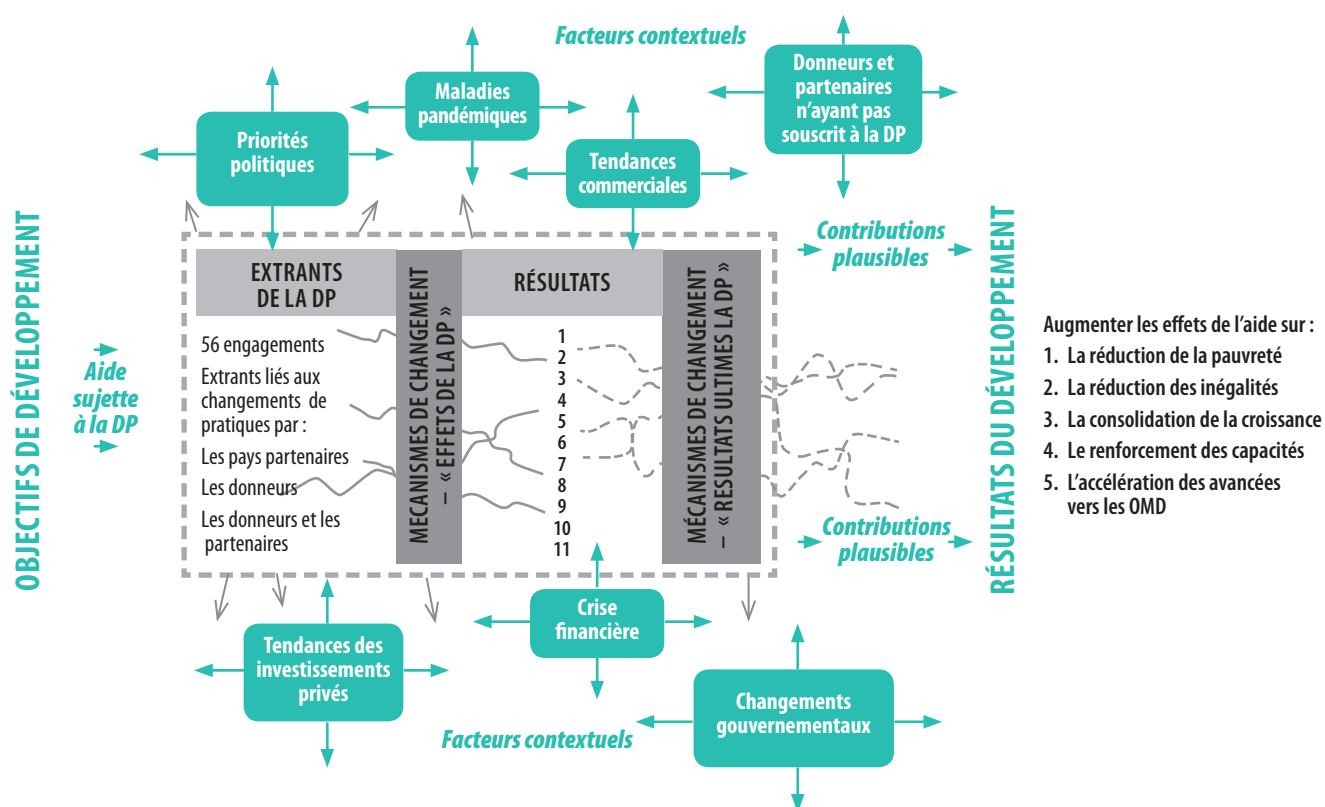 Facteurs contextuels
Priorités
politiques
Maladies
pandémiques
Tendances
commerciales
Donneurs et
partenaires
n'ayant pas
souscrit à la DP
OBJECTIFS DE DÉVELOPPEMENT
Aide
sujette
à la DP
EXTRANTS
DE LA DP
56 engagements
Extrants liés aux
changements de
pratiques par :
Les pays partenaires
Les donneurs
Les donneurs et les
partenaires
MÉCANISMES DE CHANGEMENT
– « EFFETS DE LA DP »
RÉSULTATS
1
2
3
4
5
6
7
8
9
10
11
MÉCANISMES DE CHANGEMENT
– « RESULTATS ULTIMES LA DP »
Contributions
plausibles
Contributions
plausibles
RÉSULTATS DU DÉVELOPPEMENT
Augmenter les effets de l'aide sur :
1. La réduction de la pauvreté
2. La réduction des inégalités
3. La consolidation de la croissance
4. Le renforcement des capacités
5. L'accélération des avancées
vers les OMD
Tendances des
investissements
privés
Crise
financière
Changements
gouvernementaux
Facteurs contextuels